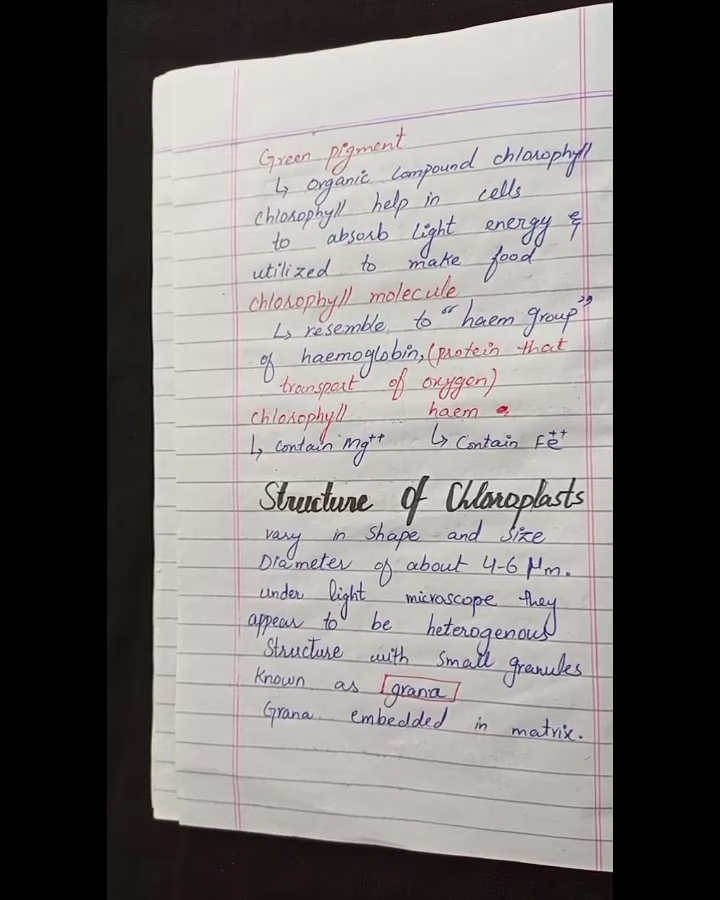 Green pigment
↳ organic compound chlorophyll
chlorophyll help in cells
to absorb light energy &
utilized to make food
chlorophyll molecule
↳ resemble to "haem group"
of haemoglobin, (protein that
transport of oxygen)
chlorophyll haem
↳ contain Mg++ ↳ Contain Fe++
Structure of Chloroplasts
vary in shape and size
Diameter of about 4-6 μm.
under light microscope they
appear to be heterogenous
structure with small granules
known as grana
Grana embedded in matrix.